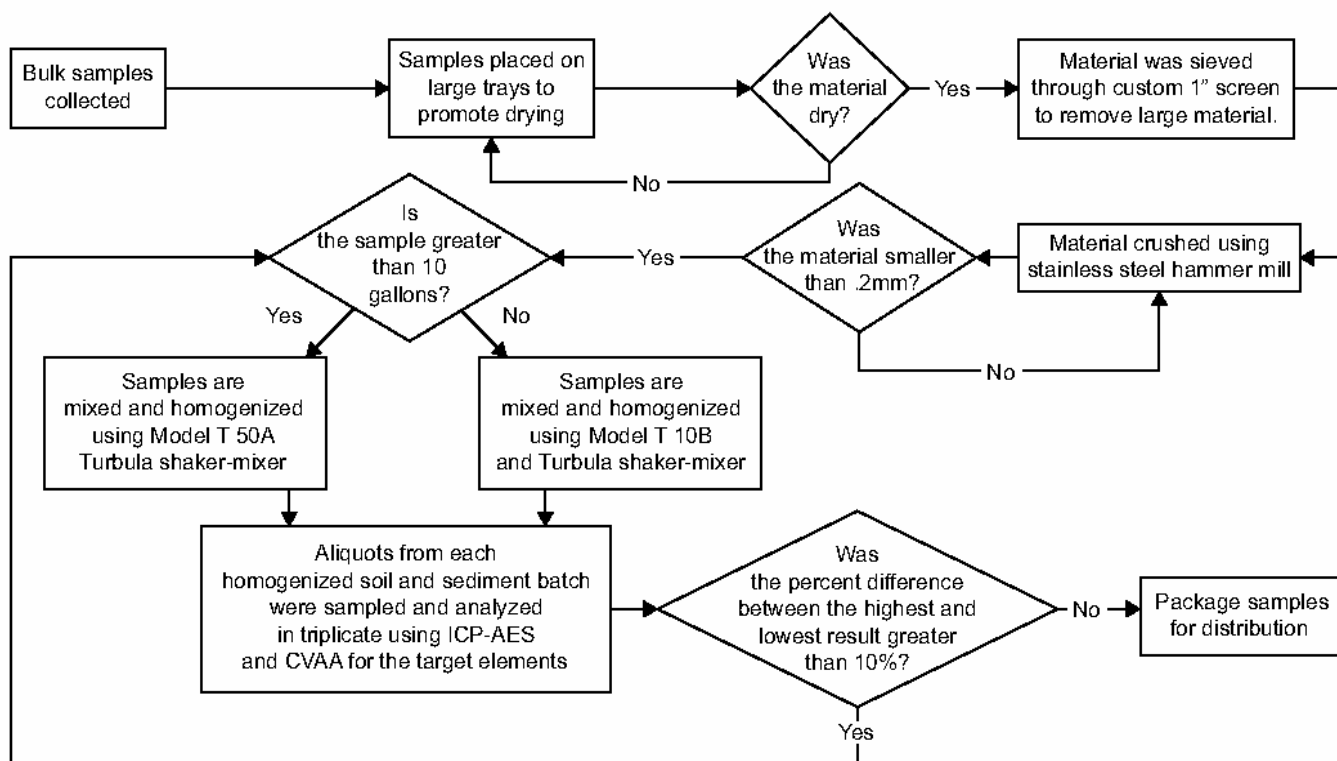 Bulk samples
collected
Samples placed on
large trays to
promote drying
Was
the material
dry?
Yes
No
Material was sieved
through custom 1” screen
to remove large material.
Material crushed using
stainless steel hammer mill
Was
the material smaller
than .2mm?
No
Yes
Is
the sample greater
than 10
gallons?
Yes
No
Samples are
mixed and homogenized
using Model T 50A
Turbula shaker-mixer
Samples are
mixed and homogenized
using Model T 10B
and Turbula shaker-mixer
Aliquots from each
homogenized soil and sediment batch
were sampled and analyzed
in triplicate using ICP-AES
and CVAA for the target elements
Was
the percent difference
between the highest and
lowest result greater
than 10%?
No
Yes
Package samples
for distribution